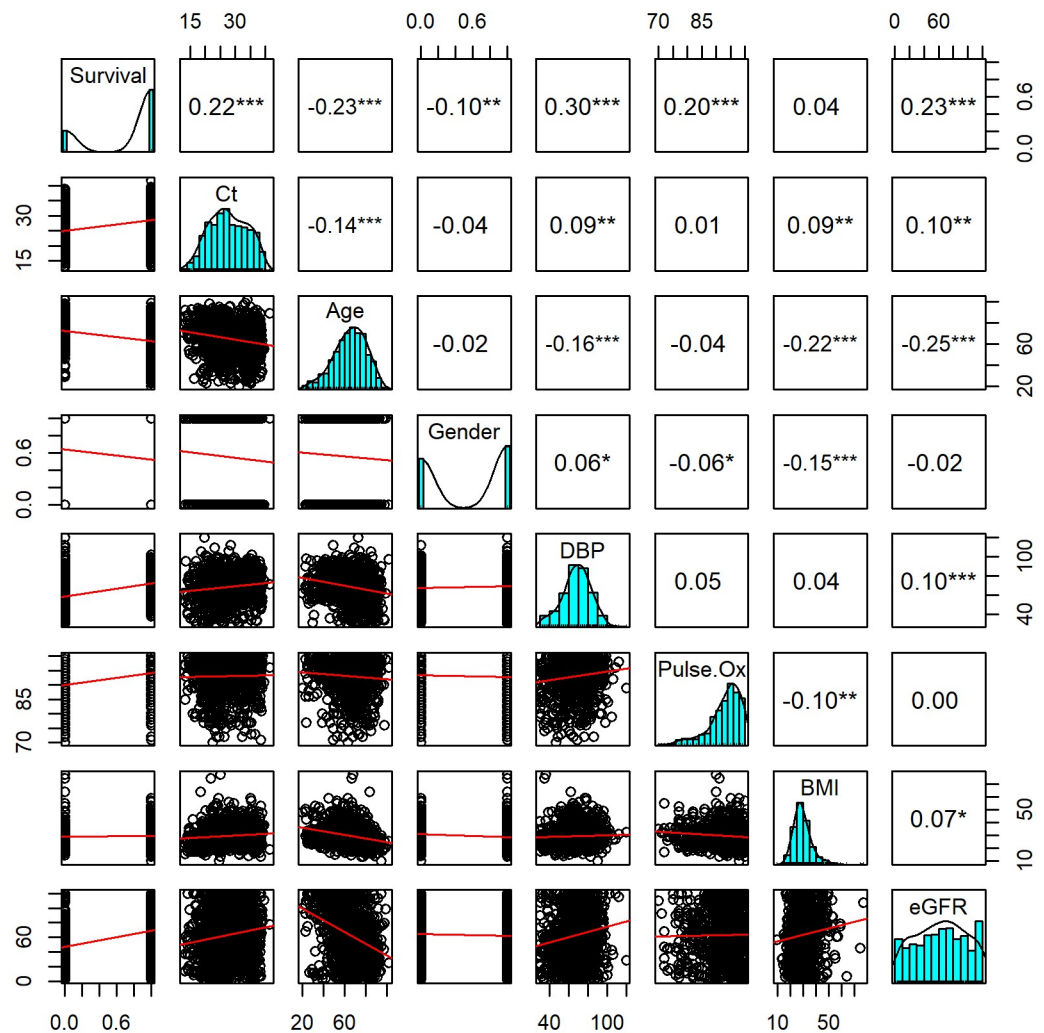 15 30 0.0 0.6 70 85 0 60
Survival 0.22*** -0.23*** -0.10** 0.30*** 0.20*** 0.04 0.23*** 0.0 0.6
15 30 Ct -0.14*** -0.04 0.09** 0.01 0.09** 0.10**
Age -0.02 -0.16*** -0.04 -0.22*** -0.25*** 20 60
0.0 0.6 Gender 0.06* -0.06* -0.15*** -0.02
DBP 0.05 0.04 0.10*** 40 100
70 85 Pulse.Ox -0.10** 0.00
BMI 0.07* 10 50
0 60 eGFR
0.0 0.6 20 60 40 100 10 50